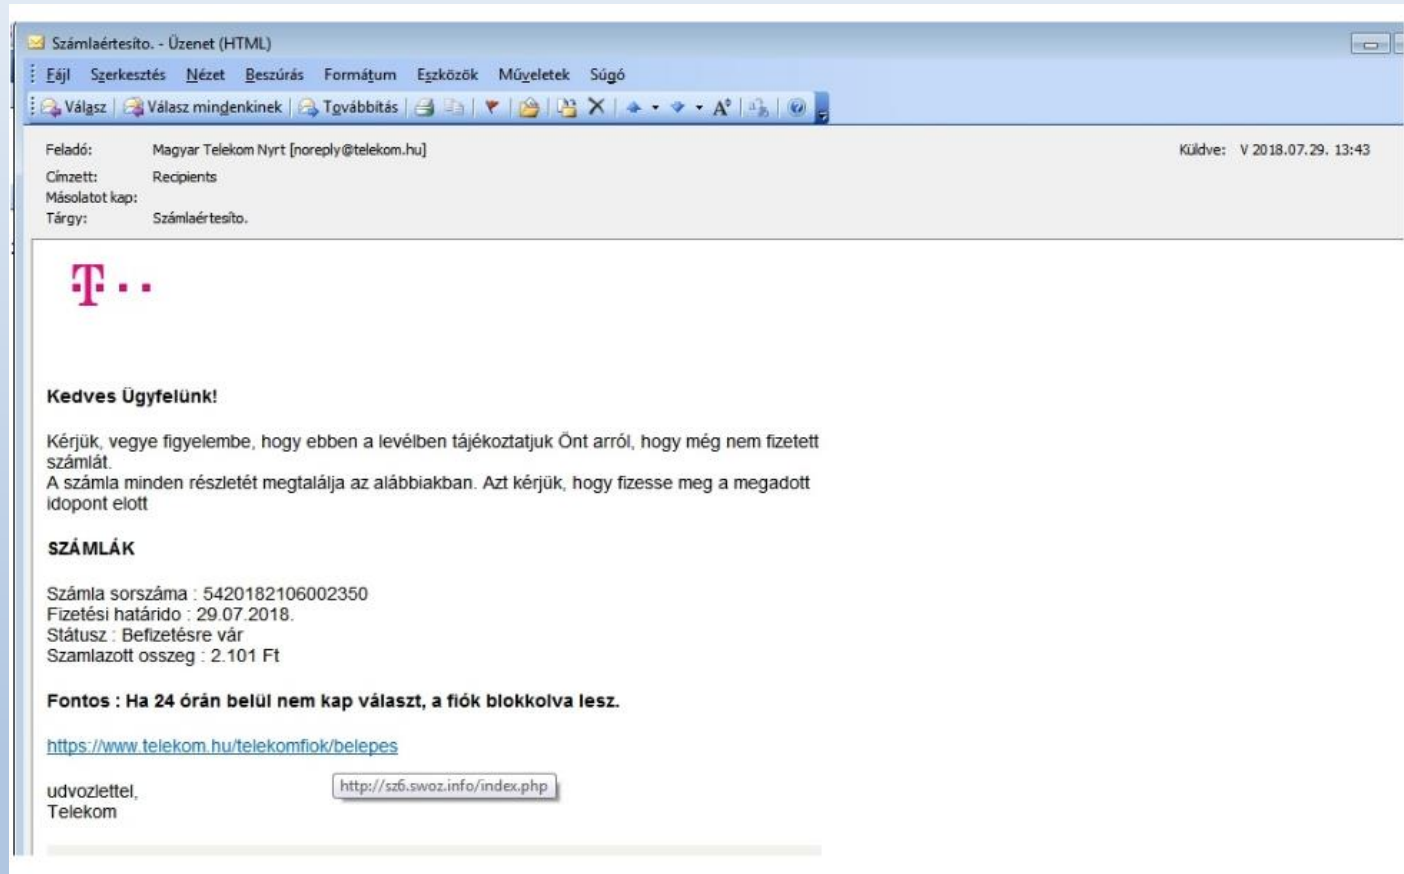 Számlaértesíto. - Üzenet (HTML)
Fájl Szerkesztés Nézet Beszúrás Formátum Eszközök Műveletek Súgó
Válasz Válasz mindenkinek Továbbítás
Feladó: Magyar Telekom Nyrt [noreply@telekom.hu] Küldve: V 2018.07.29. 13:43
Címzett: Recipients
Másolatot kap:
Tárgy: Számlaértesíto.
T
Kedves Ügyfelünk!
Kérjük, vegye figyelembe, hogy ebben a levélben tájékoztatjuk Önt arról, hogy még nem fizetett
számlát.
A számla minden részletét megtalálja az alábbiakban. Azt kérjük, hogy fizesse meg a megadott
idopont elott
SZÁMLÁK
Számla sorszáma : 5420182106002350
Fizetési határido : 29.07.2018.
Státusz : Befizetésre vár
Szamlazott osszeg : 2.101 Ft
Fontos : Ha 24 órán belül nem kap választ, a fiók blokkolva lesz.
https://www.telekom.hu/telekomfiok/belepes
http://sz6.swoz.info/index.php
udvozlettel,
Telekom